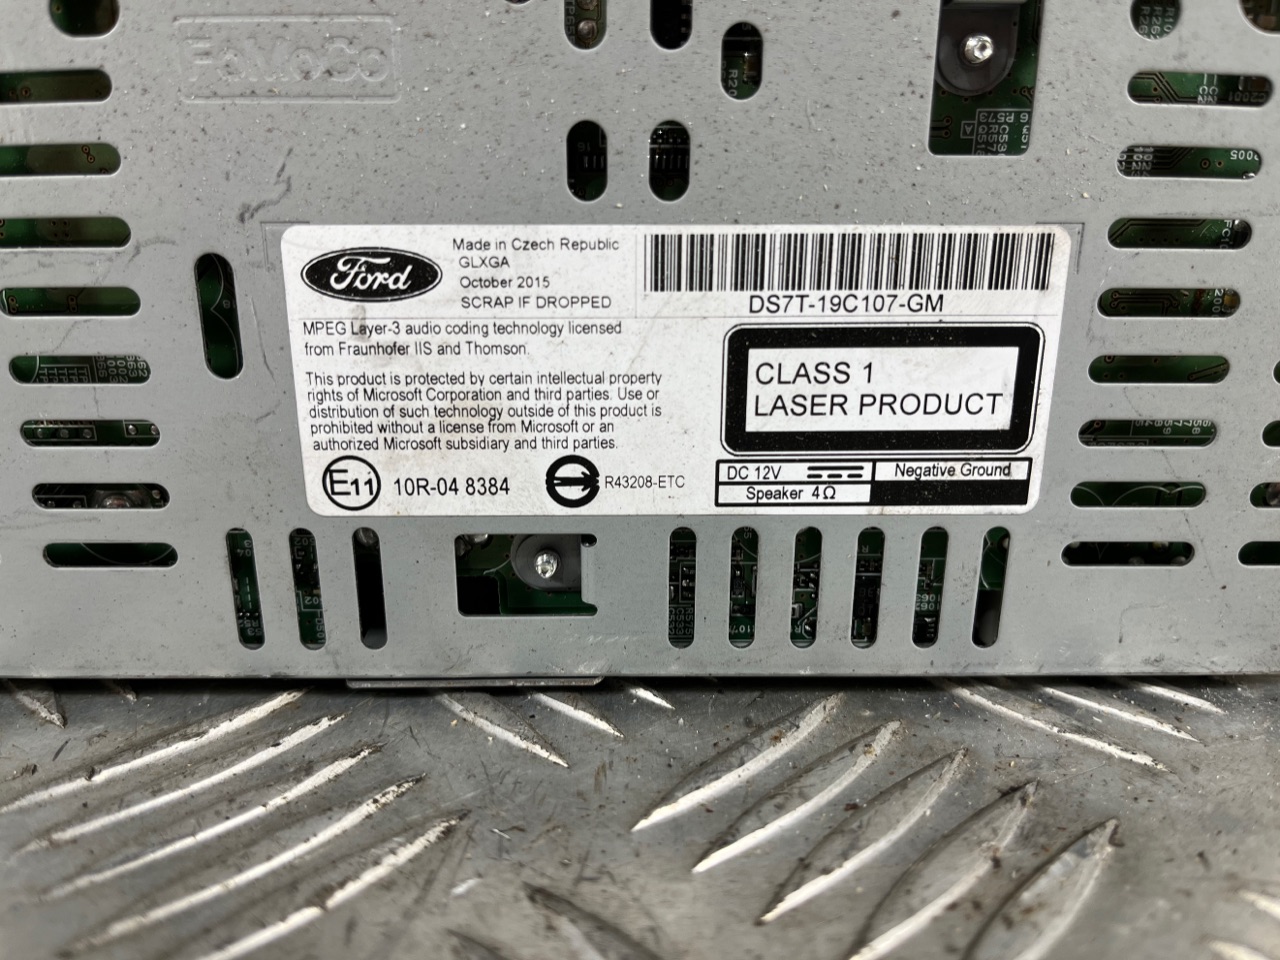 FoMoCo
Ford
Made in Czech Republic
GLXGA
October 2015
SCRAP IF DROPPED
DS7T-19C107-GM
MPEG Layer-3 audio coding technology licensed
from Fraunhofer IIS and Thomson.
This product is protected by certain intellectual property
rights of Microsoft Corporation and third parties. Use or
distribution of such technology outside of this product is
prohibited without a license from Microsoft or an
authorized Microsoft subsidiary and third parties.
CLASS 1
LASER PRODUCT
E11
10R-04 8384
R43208-ETC
DC 12V
Negative Ground
Speaker 4Ω